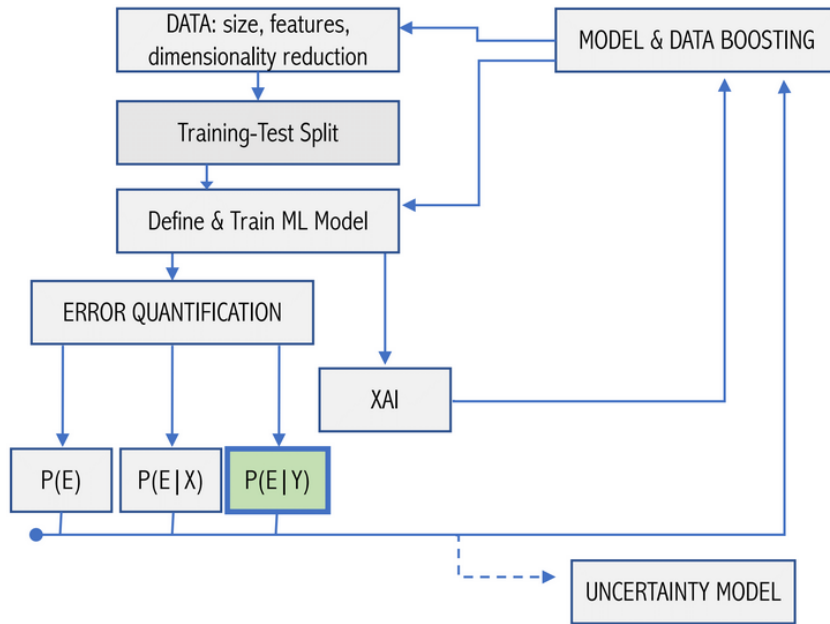 DATA: size, features,
dimensionality reduction
MODEL & DATA BOOSTING
Training-Test Split
Define & Train ML Model
ERROR QUANTIFICATION
XAI
P(E)
P(E|X)
P(E|Y)
UNCERTAINTY MODEL